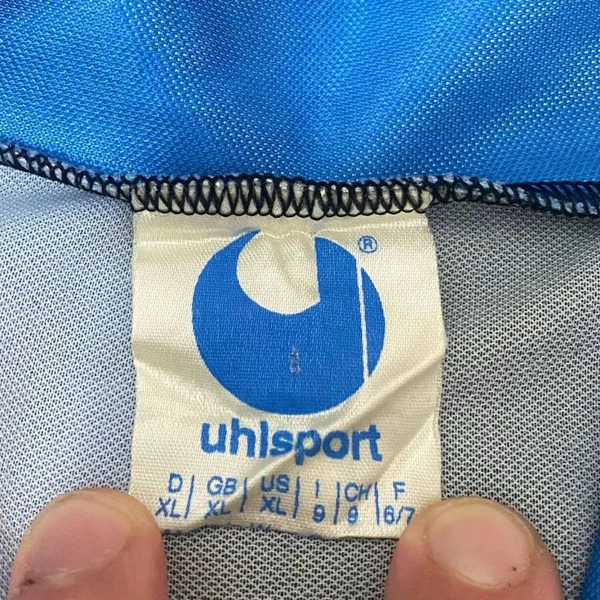 ®
uhlsport
D | GB | US | I | CH | F
XL | XL | XL | 9 | 9 | 6/7